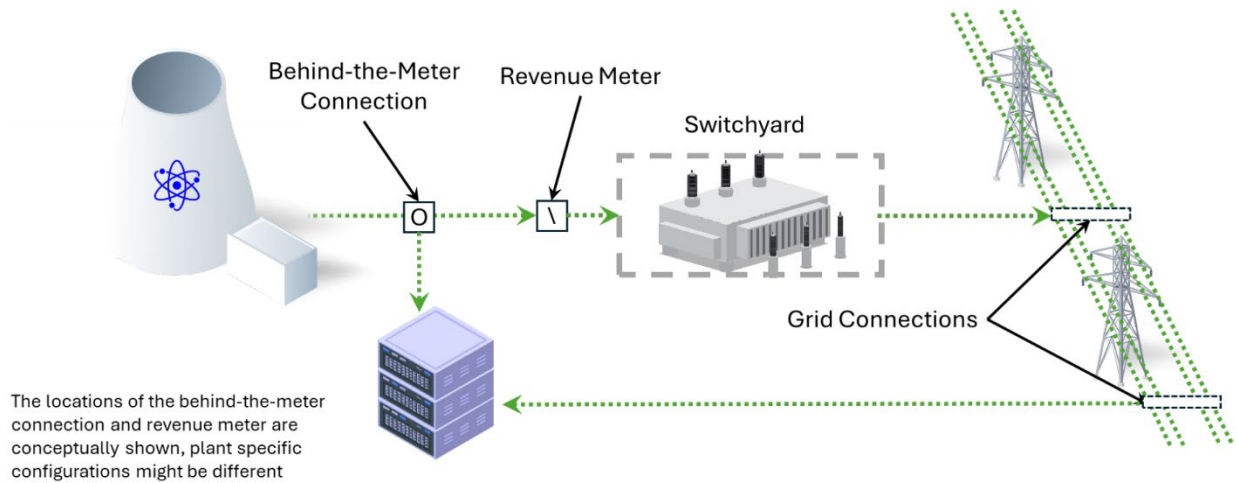 Behind-the-Meter
Connection
Revenue Meter
Switchyard
O
\
Grid Connections
The locations of the behind-the-meter
connection and revenue meter are
conceptually shown, plant specific
configurations might be different